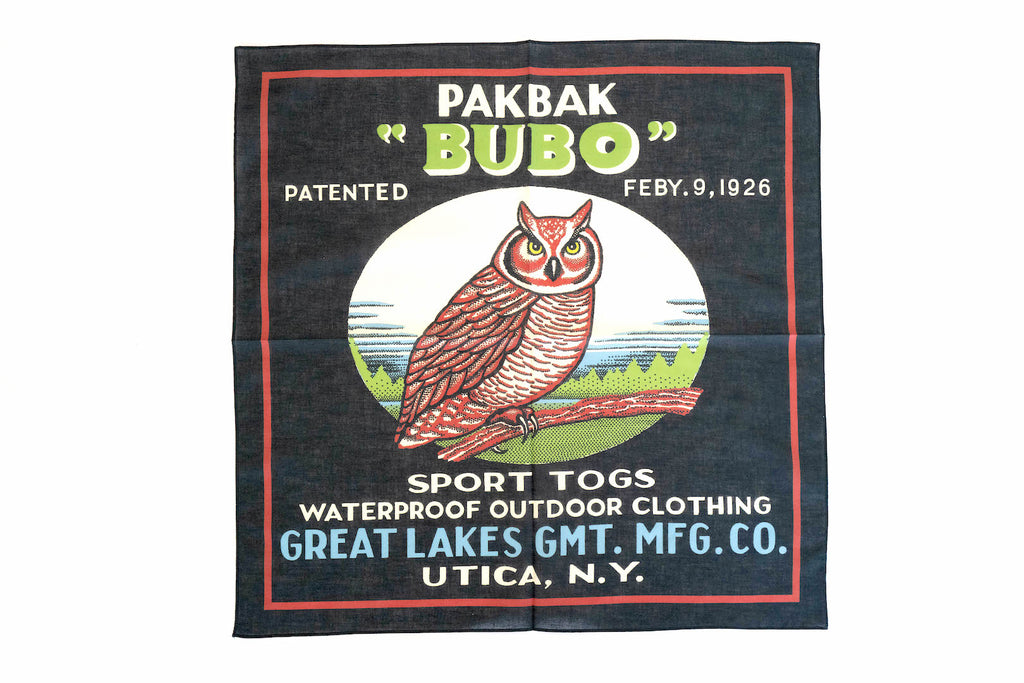 PAKBAK
“BUBO”
PATENTED FEBY. 9, 1926
SPORT TOGS
WATERPROOF OUTDOOR CLOTHING
GREAT LAKES GMT. MFG. CO.
UTICA, N.Y.